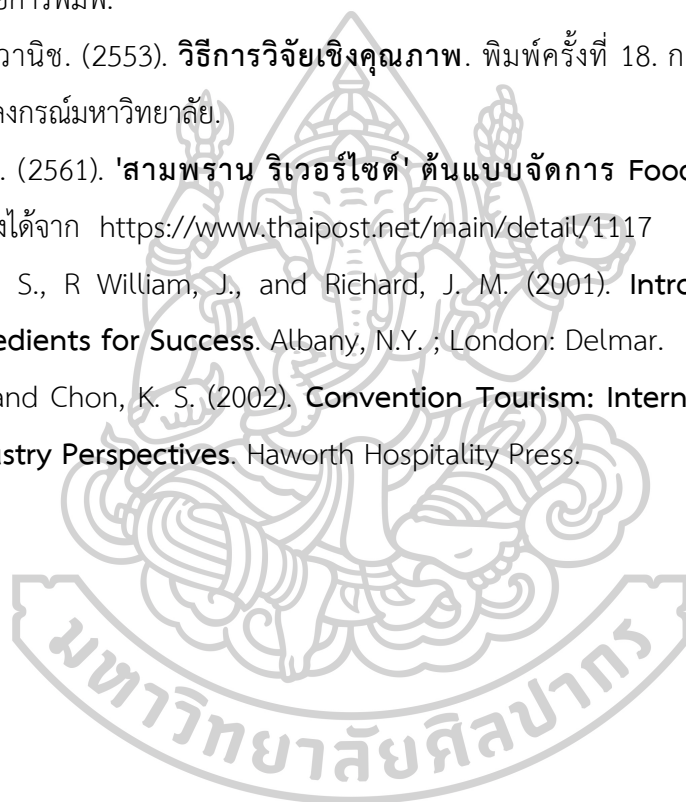 วานิช. (2553). วิธีการวิจัยเชิงคุณภาพ. พิมพ์ครั้งที่ 18. ก
ลงกรณ์มหาวิทยาลัย.
. (2561). 'สามพราน ริเวอร์ไซด์' ต้นแบบจัดการ Food
งได้จาก https://www.thaipost.net/main/detail/1117
S., R William, J., and Richard, J. M. (2001). Intro
edients for Success. Albany, N.Y. ; London: Delmar.
and Chon, K. S. (2002). Convention Tourism: Intern
ustry Perspectives. Haworth Hospitality Press.
มหาวิทยาลัยศิลปากร